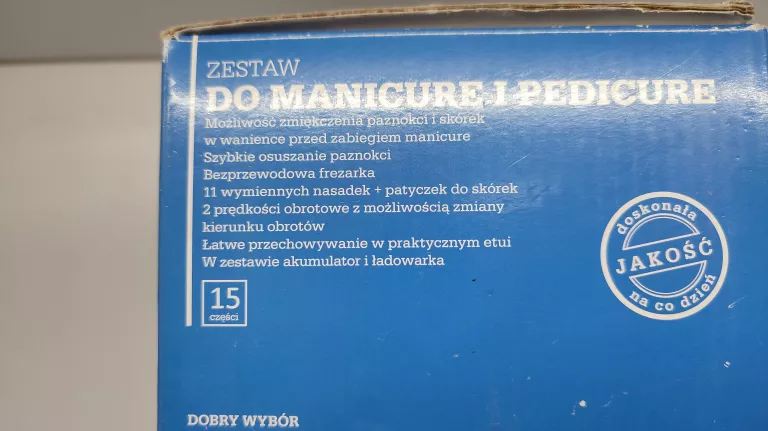 ZESTAW
DO MANICURE I PEDICURE
Możliwość zmiękczenia paznokci i skórek
w wanience przed zabiegiem manicure
Szybkie osuszanie paznokci
Bezprzewodowa frezarka
11 wymiennych nasadek + patyczek do skórek
2 prędkości obrotowe z możliwością zmiany
kierunku obrotów
Łatwe przechowywanie w praktycznym etui
W zestawie akumulator i ładowarka
doskonała
JAKOŚĆ
na co dzień
15
części
DOBRY WYBÓR